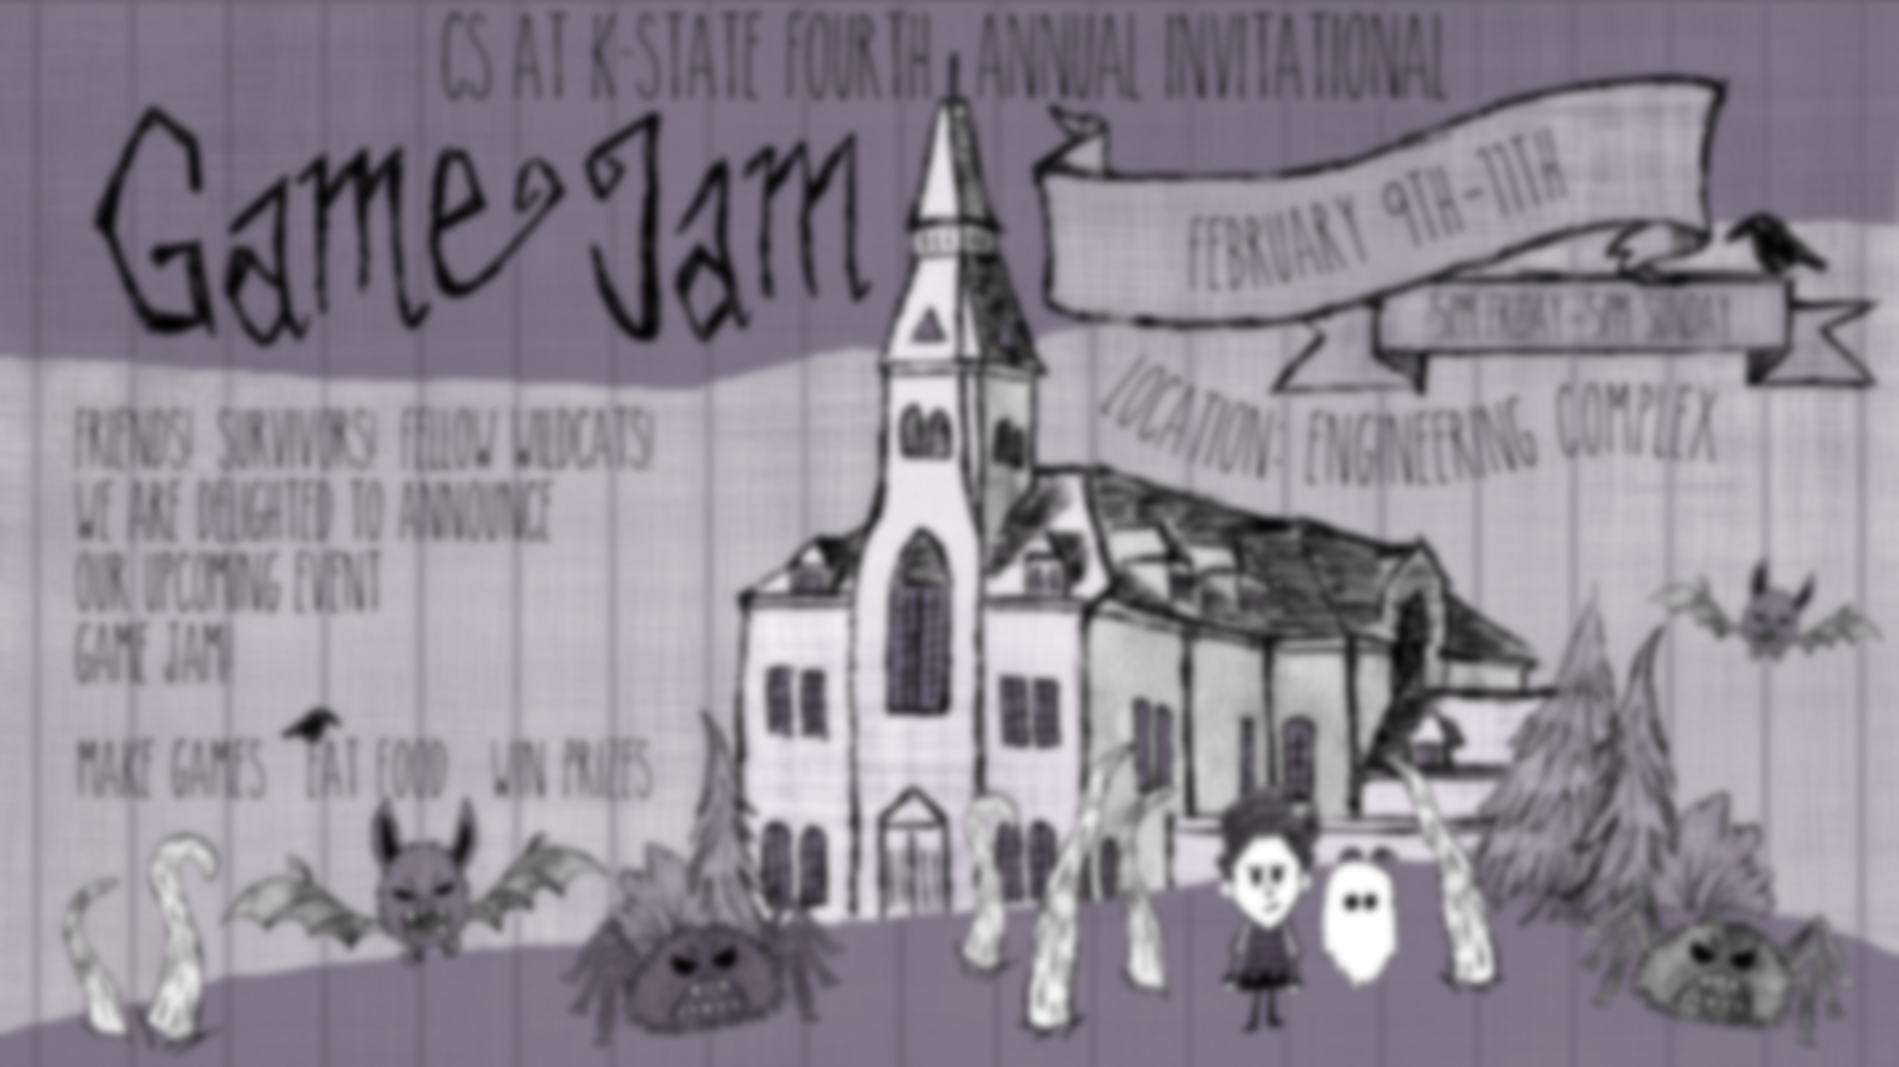 CS AT K-STATE FOURTH ANNUAL INVITATIONAL
Game Jam
FEBRUARY 9TH-11TH
5PM FRIDAY - 5PM SUNDAY
LOCATION: ENGINEERING COMPLEX
FRIENDS! SURVIVORS! FELLOW WILDCATS!
WE ARE DELIGHTED TO ANNOUNCE
OUR UPCOMING EVENT
GAME JAM!
MAKE GAMES EAT FOOD WIN PRIZES